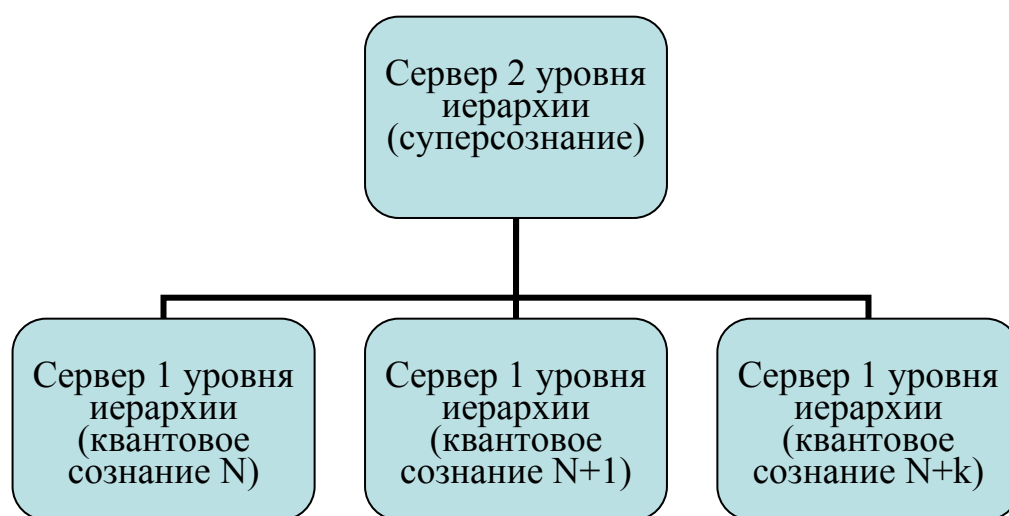 Сервер 2 уровня
иерархии
(суперсознание)
Сервер 1 уровня
иерархии
(квантовое
сознание N)
Сервер 1 уровня
иерархии
(квантовое
сознание N+1)
Сервер 1 уровня
иерархии
(квантовое
сознание N+k)